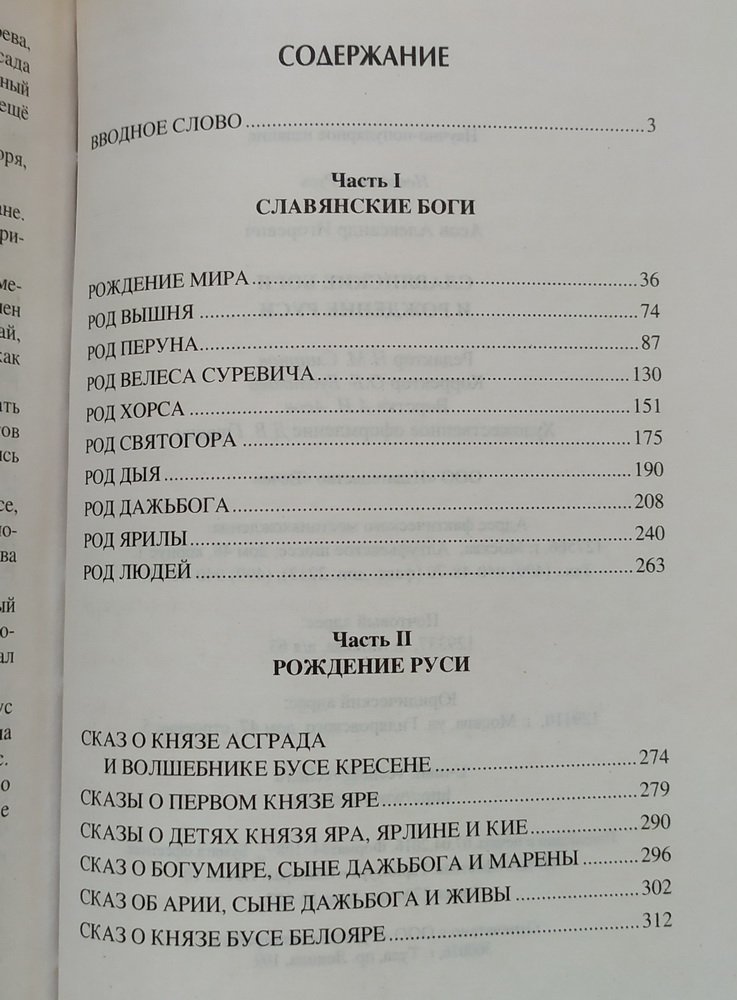 СОДЕРЖАНИЕ
ВВОДНОЕ СЛОВО 3
Часть I
СЛАВЯНСКИЕ БОГИ
РОЖДЕНИЕ МИРА 36
РОД ВЫШНЯ 74
РОД ПЕРУНА 87
РОД ВЕЛЕСА СУРЕВИЧА 130
РОД ХОРСА 151
РОД СВЯТОГОРА 175
РОД ДЫЯ 190
РОД ДАЖЬБОГА 208
РОД ЯРИЛЫ 240
РОД ЛЮДЕЙ 263
Часть II
РОЖДЕНИЕ РУСИ
СКАЗ О КНЯЗЕ АСГРАДА
И ВОЛШЕБНИКЕ БУСЕ КРЕСЕНЕ 274
СКАЗЫ О ПЕРВОМ КНЯЗЕ ЯРЕ 279
СКАЗЫ О ДЕТЯХ КНЯЗЯ ЯРА, ЯРЛИНЕ И КИЕ 290
СКАЗ О БОГУМИРЕ, СЫНЕ ДАЖЬБОГА И МАРЕНЫ 296
СКАЗ ОБ АРИИ, СЫНЕ ДАЖЬБОГА И ЖИВЫ 302
СКАЗ О КНЯЗЕ БУСЕ БЕЛОЯРЕ 312